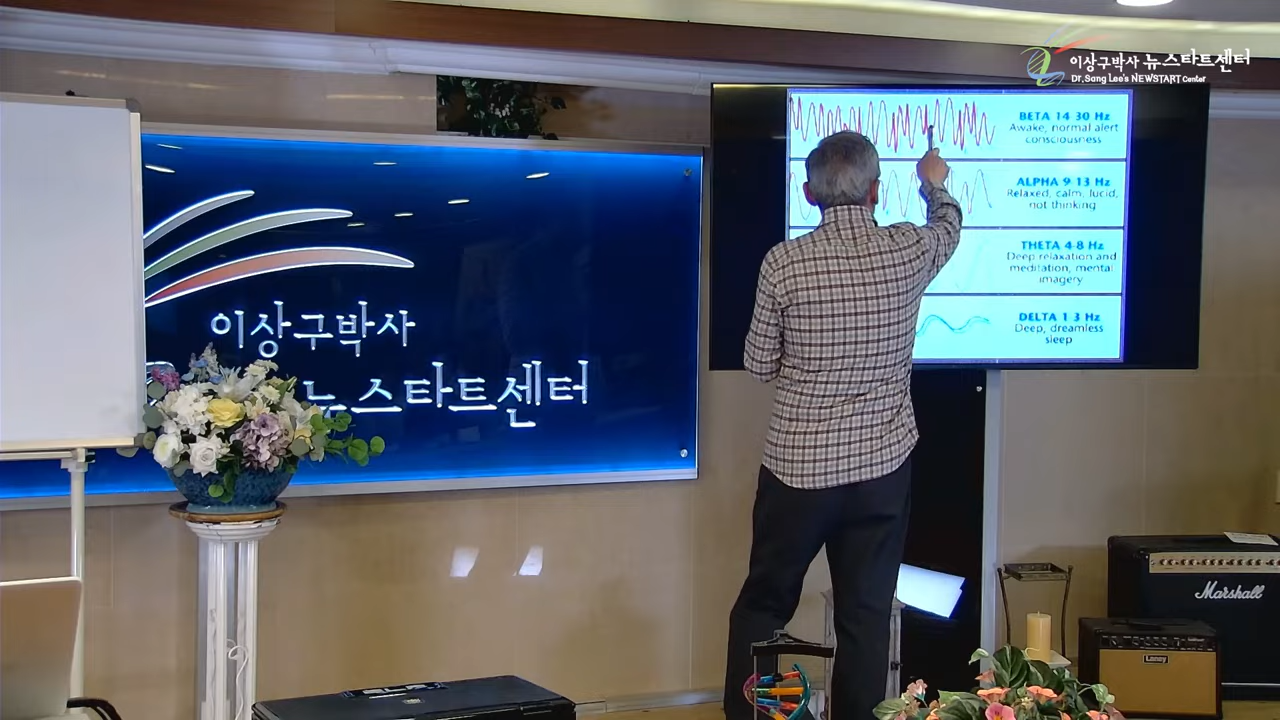 이상구박사 뉴스타트센터
Dr. Sang Lee's NEWSTART Center
BETA 14-30 Hz
Awake, normal alert
consciousness
ALPHA 9-13 Hz
Relaxed, calm, lucid,
not thinking
THETA 4-8 Hz
Deep relaxation and
meditation, mental
imagery
DELTA 1-3 Hz
Deep, dreamless
sleep
이상구박사
뉴스타트센터
Marshall
Laney